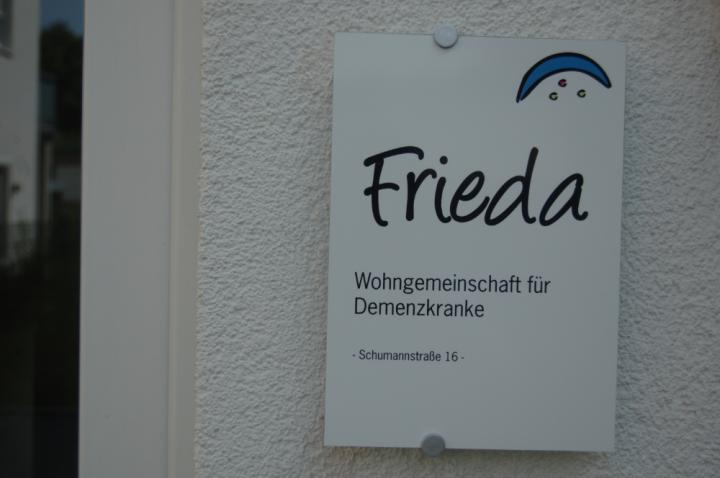 Frieda
Wohngemeinschaft für
Demenzkranke
- Schumannstraße 16 -